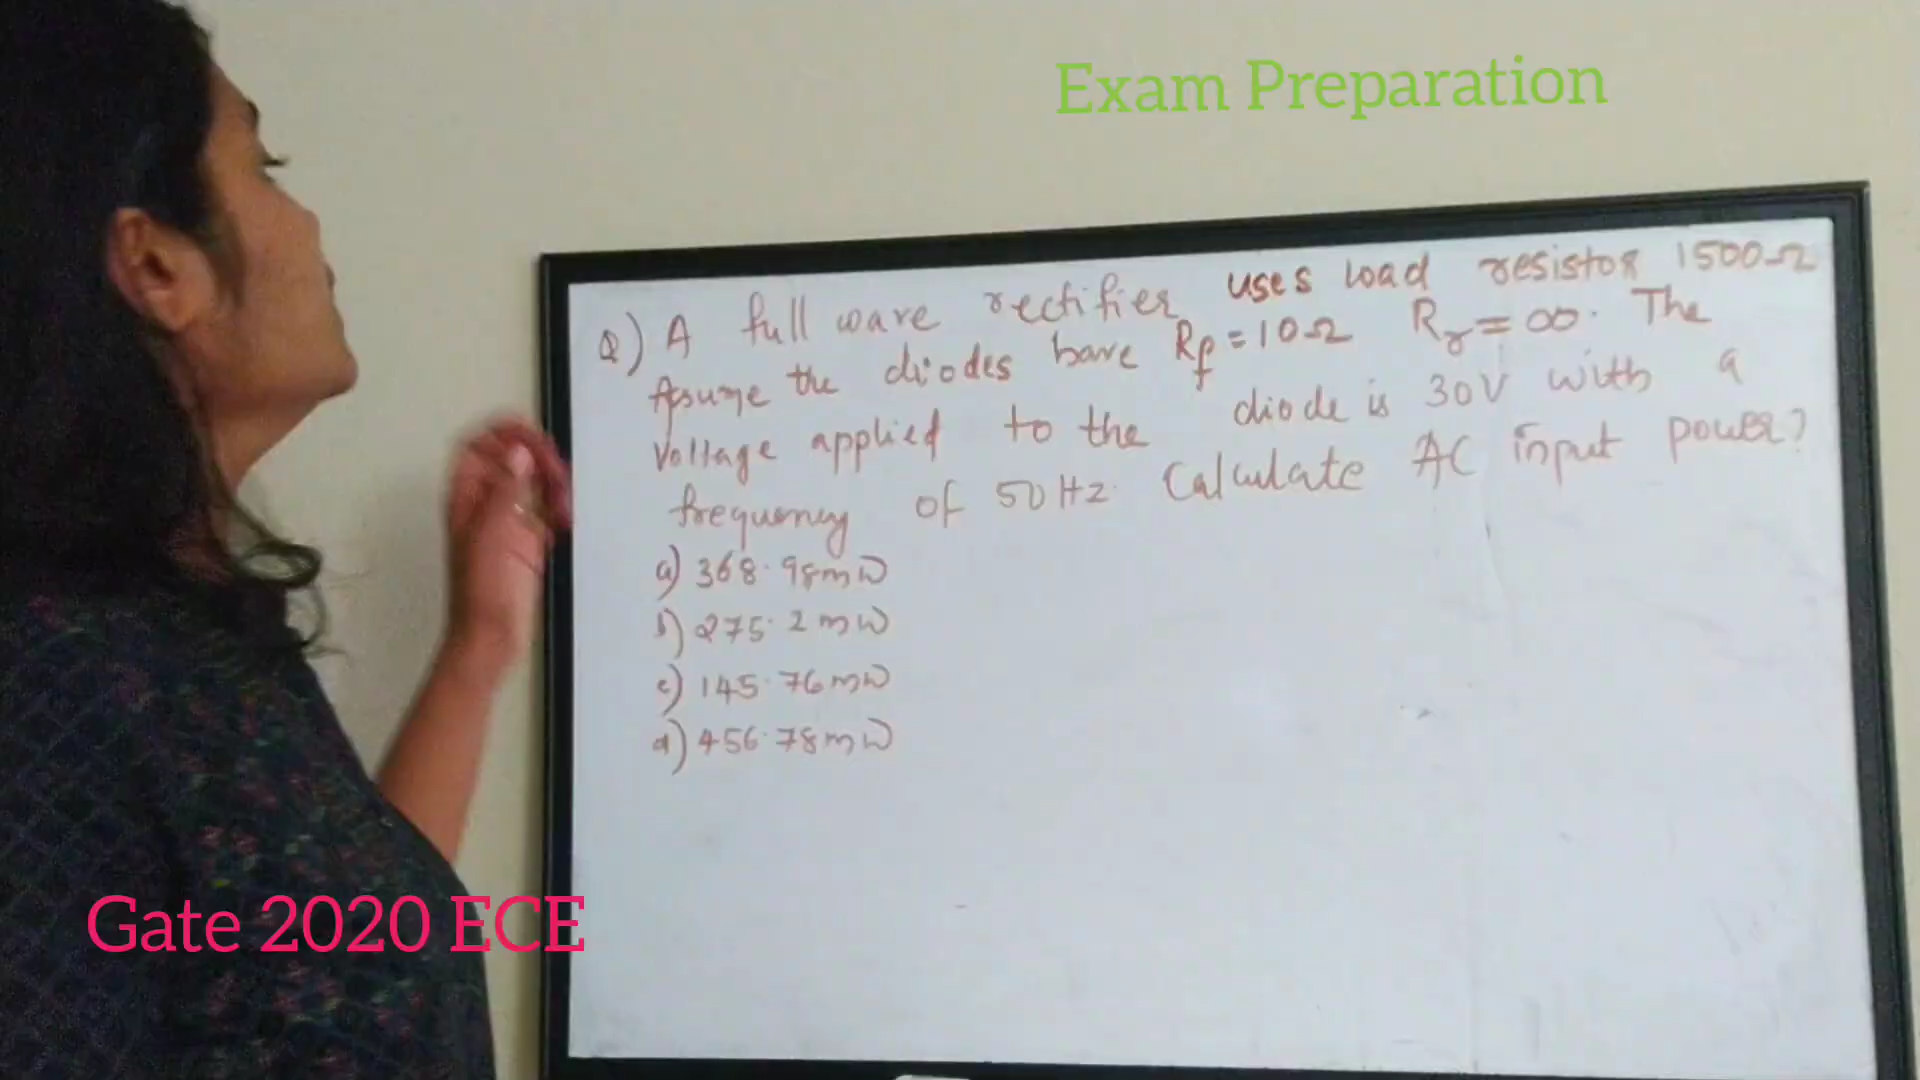 Exam Preparation
Q) A full wave rectifier uses load resistor 1500Ω
Assume the diodes have Rf = 10Ω Rr = ∞. The
Voltage applied to the diode is 30V with a
frequency of 50Hz. Calculate AC input power?
a) 368.98mW
b) 275.2mW
c) 145.76mW
d) 456.78mW
Gate 2020 ECE